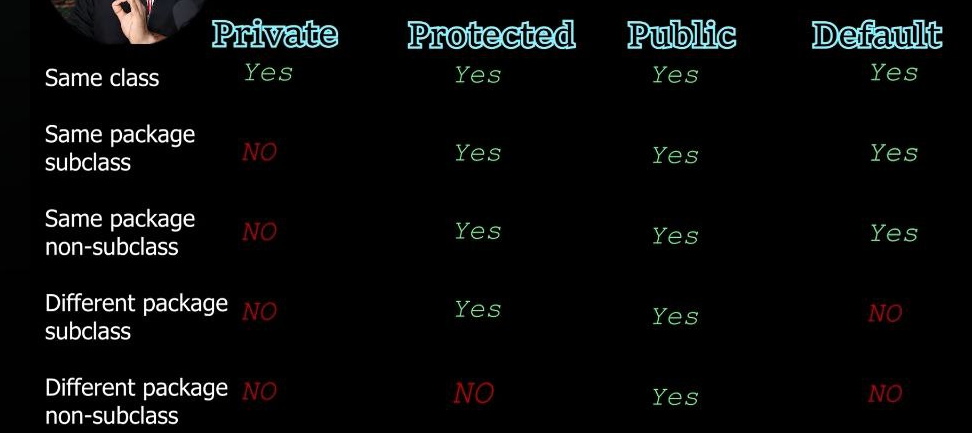 Private Protected Public Default
Same class Yes Yes Yes Yes
Same package
subclass NO Yes Yes Yes
Same package
non-subclass NO Yes Yes Yes
Different package
subclass NO Yes Yes NO
Different package
non-subclass NO NO Yes NO